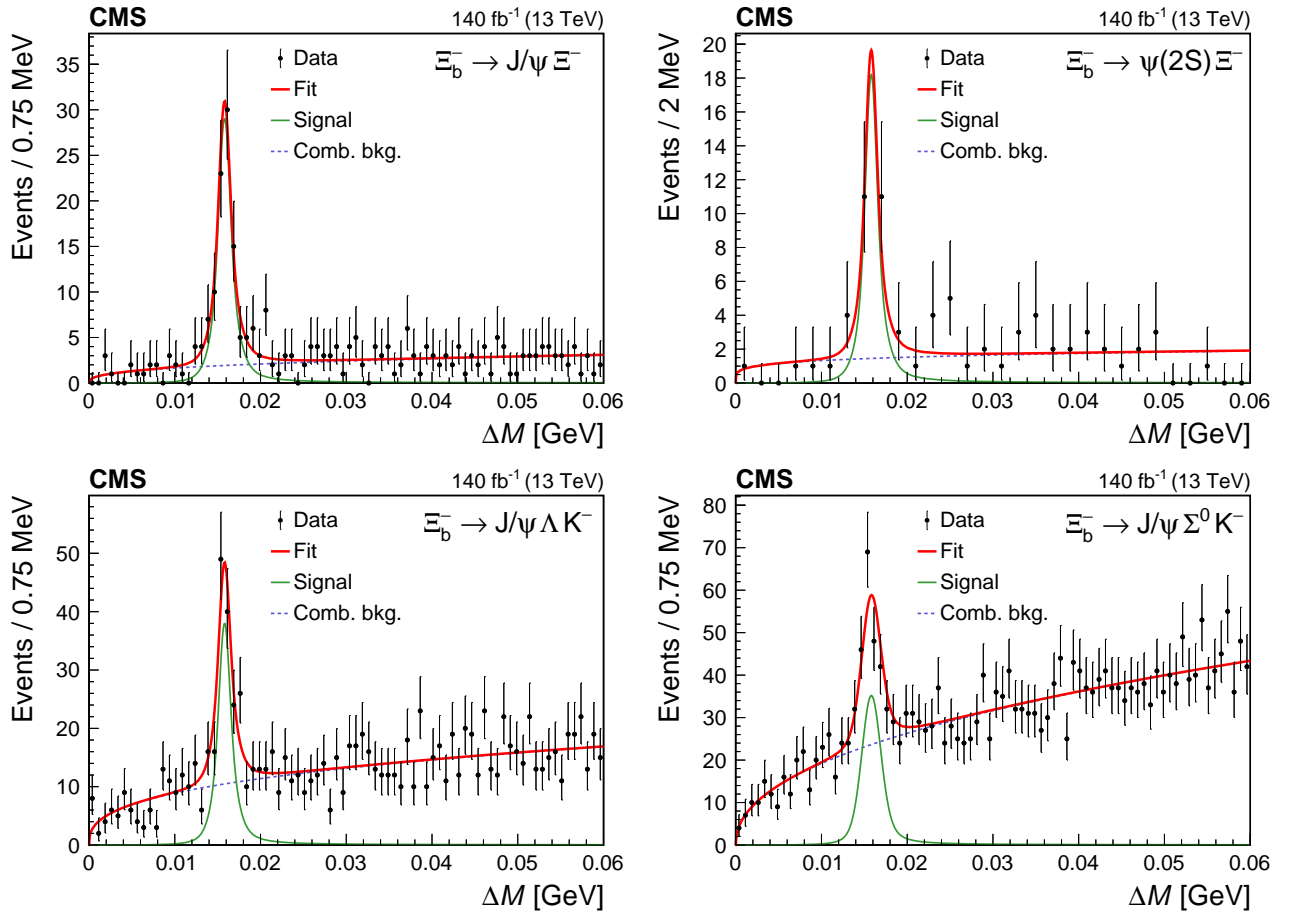 CMS 140 fb⁻¹ (13 TeV)
Events / 0.75 MeV
35
30
25
20
15
10
5
0
Data
Fit
Signal
Comb. bkg.
Ξb⁻ → J/ψ Ξ⁻
0 0.01 0.02 0.03 0.04 0.05 0.06
ΔM [GeV]
CMS 140 fb⁻¹ (13 TeV)
Events / 2 MeV
20
18
16
14
12
10
8
6
4
2
0
Data
Fit
Signal
Comb. bkg.
Ξb⁻ → ψ(2S) Ξ⁻
0 0.01 0.02 0.03 0.04 0.05 0.06
ΔM [GeV]
CMS 140 fb⁻¹ (13 TeV)
Events / 0.75 MeV
50
40
30
20
10
0
Data
Fit
Signal
Comb. bkg.
Ξb⁻ → J/ψ Λ K⁻
0 0.01 0.02 0.03 0.04 0.05 0.06
ΔM [GeV]
CMS 140 fb⁻¹ (13 TeV)
Events / 0.75 MeV
80
70
60
50
40
30
20
10
0
Data
Fit
Signal
Comb. bkg.
Ξb⁻ → J/ψ Σ⁰ K⁻
0 0.01 0.02 0.03 0.04 0.05 0.06
ΔM [GeV]